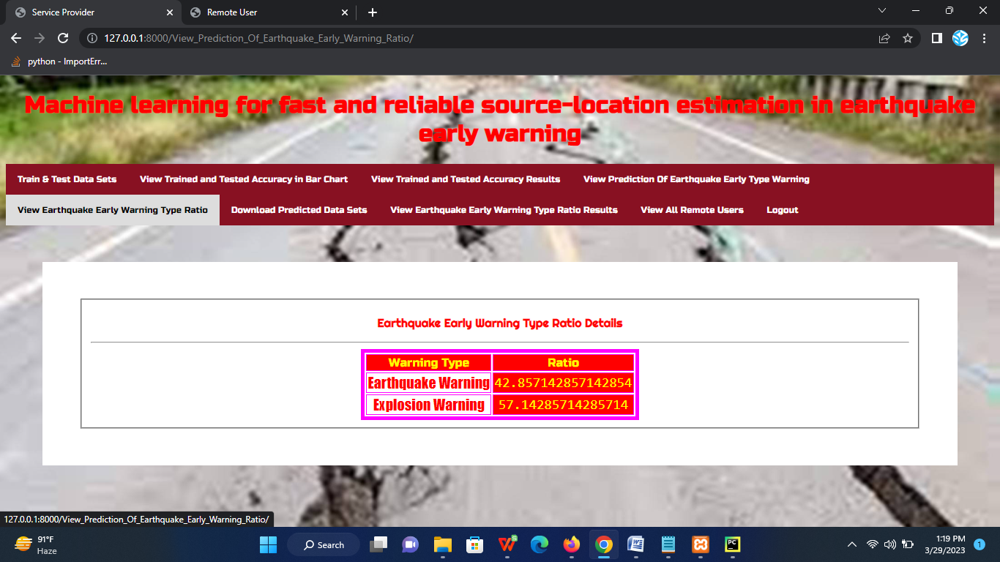 Service Provider
Remote User
127.0.0.1:8000/View_Prediction_Of_Earthquake_Early_Warning_Ratio/
python - ImportErr...
Machine learning for fast and reliable source-location estimation in earthquake
early warning
Train & Test Data Sets View Trained and Tested Accuracy in Bar Chart View Trained and Tested Accuracy Results View Prediction Of Earthquake Early Type Warning
View Earthquake Early Warning Type Ratio Download Predicted Data Sets View Earthquake Early Warning Type Ratio Results View All Remote Users Logout
Earthquake Early Warning Type Ratio Details
Warning Type Ratio
Earthquake Warning 42.857142857142854
Explosion Warning 57.14285714285714
127.0.0.1:8000/View_Prediction_Of_Earthquake_Early_Warning_Ratio/
91°F
Haze
Search
W S
W
PC
1:19 PM
3/29/2023
1